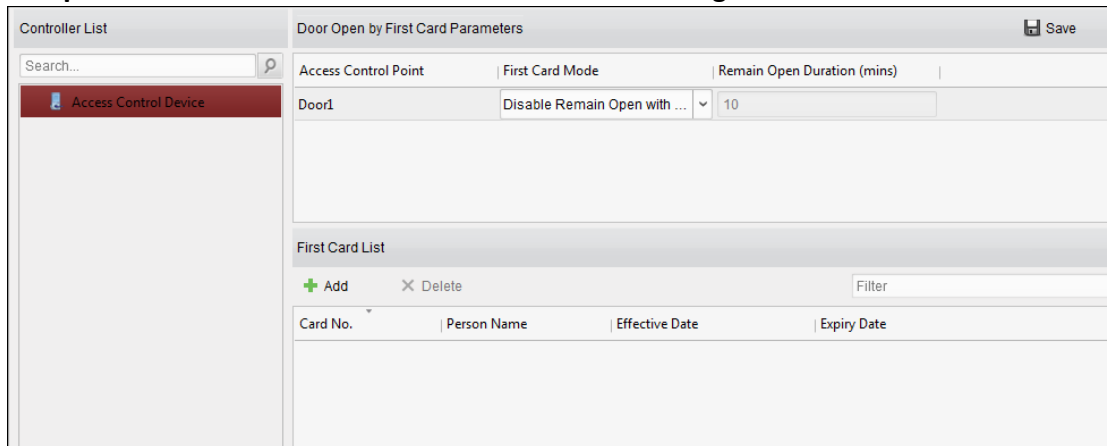 Controller List
Search...
Access Control Device
Door Open by First Card Parameters
Save
Access Control Point First Card Mode Remain Open Duration (mins)
Door1 Disable Remain Open with ... 10
First Card List
Add Delete Filter
Card No. Person Name Effective Date Expiry Date